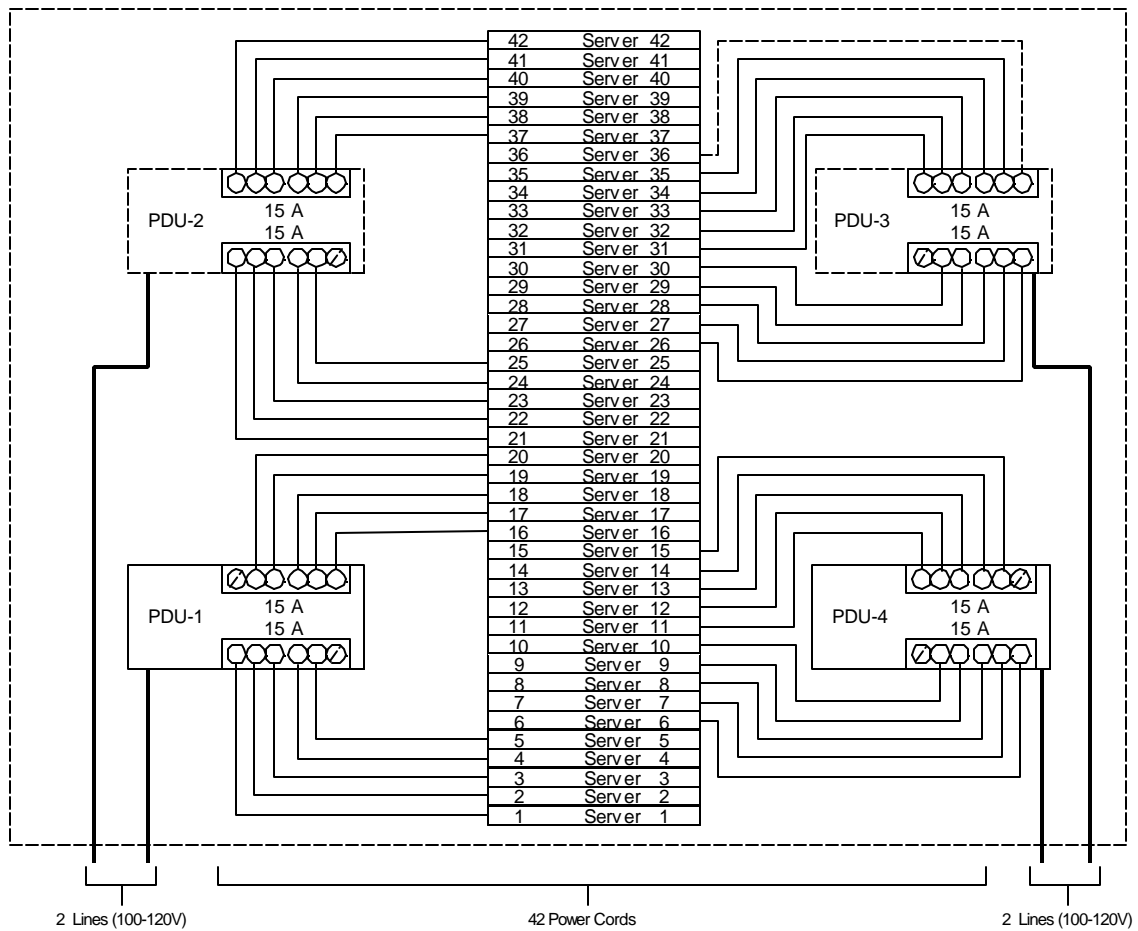 42 Server 42
41 Server 41
40 Server 40
39 Server 39
38 Server 38
37 Server 37
36 Server 36
35 Server 35
34 Server 34
33 Server 33
32 Server 32
31 Server 31
30 Server 30
29 Server 29
28 Server 28
27 Server 27
26 Server 26
25 Server 25
24 Server 24
23 Server 23
22 Server 22
21 Server 21
20 Server 20
19 Server 19
18 Server 18
17 Server 17
16 Server 16
15 Server 15
14 Server 14
13 Server 13
12 Server 12
11 Server 11
10 Server 10
9 Server 9
8 Server 8
7 Server 7
6 Server 6
5 Server 5
4 Server 4
3 Server 3
2 Server 2
1 Server 1
PDU-2
15 A
15 A
PDU-3
15 A
15 A
PDU-1
15 A
15 A
PDU-4
15 A
15 A
2 Lines (100-120V)
42 Power Cords
2 Lines (100-120V)